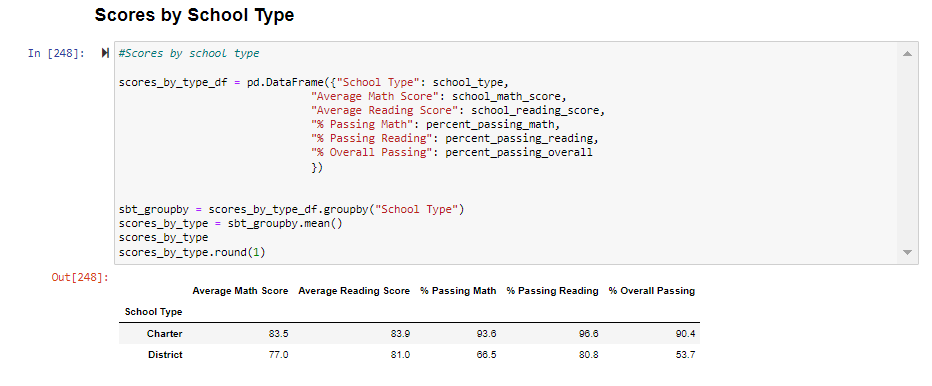 Scores by School Type
In [248]:
#Scores by school type
scores_by_type_df = pd.DataFrame({"School Type": school_type,
"Average Math Score": school_math_score,
"Average Reading Score": school_reading_score,
"% Passing Math": percent_passing_math,
"% Passing Reading": percent_passing_reading,
"% Overall Passing": percent_passing_overall
})
sbt_groupby = scores_by_type_df.groupby("School Type")
scores_by_type = sbt_groupby.mean()
scores_by_type
scores_by_type.round(1)
Out[248]:
Average Math Score Average Reading Score % Passing Math % Passing Reading % Overall Passing
School Type
Charter 83.5 83.9 93.6 96.6 90.4
District 77.0 81.0 66.5 80.8 53.7